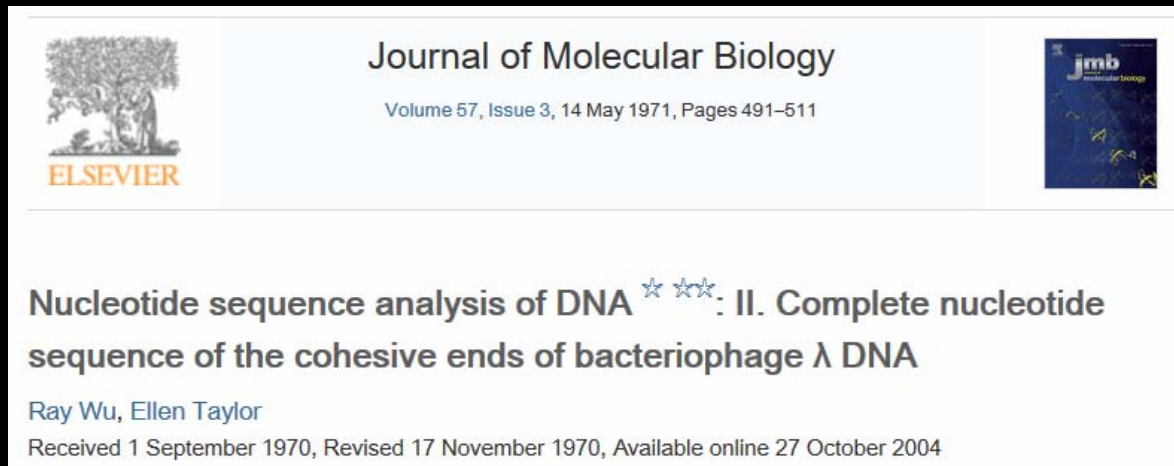 ELSEVIER
Journal of Molecular Biology
Volume 57, Issue 3, 14 May 1971, Pages 491–511
jmb
Nucleotide sequence analysis of DNA ☆ ☆☆: II. Complete nucleotide
sequence of the cohesive ends of bacteriophage λ DNA
Ray Wu, Ellen Taylor
Received 1 September 1970, Revised 17 November 1970, Available online 27 October 2004